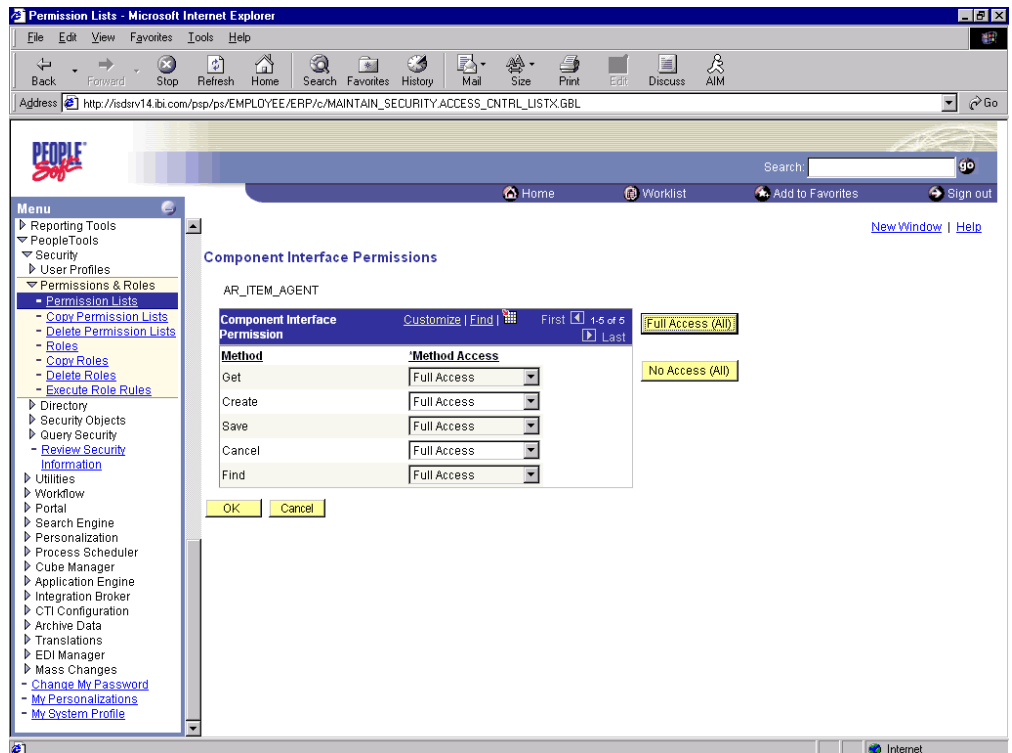 Permission Lists - Microsoft Internet Explorer
File Edit View Favorites Tools Help
Back Forward Stop Refresh Home Search Favorites History Mail Size Print Edit Discuss AIM
Address http://isdsrv14.ibi.com/psp/ps/EMPLOYEE/ERP/c/MAINTAIN_SECURITY.ACCESS_CNTRL_LISTX.GBL Go
PEOPLE Soft
Search: go
Home Worklist Add to Favorites Sign out
Menu
Reporting Tools
PeopleTools
Security
User Profiles
Permissions & Roles
- Permission Lists
- Copy Permission Lists
- Delete Permission Lists
- Roles
- Copy Roles
- Delete Roles
- Execute Role Rules
Directory
Security Objects
Query Security
- Review Security
Information
Utilities
Workflow
Portal
Search Engine
Personalization
Process Scheduler
Cube Manager
Application Engine
Integration Broker
CTI Configuration
Archive Data
Translations
EDI Manager
Mass Changes
- Change My Password
- My Personalizations
- My System Profile
New Window | Help
Component Interface Permissions
AR_ITEM_AGENT
Component Interface Permission Customize | Find | First 1-5 of 5 Last
Full Access (All)
No Access (All)
Method *Method Access
Get Full Access
Create Full Access
Save Full Access
Cancel Full Access
Find Full Access
OK Cancel
Internet